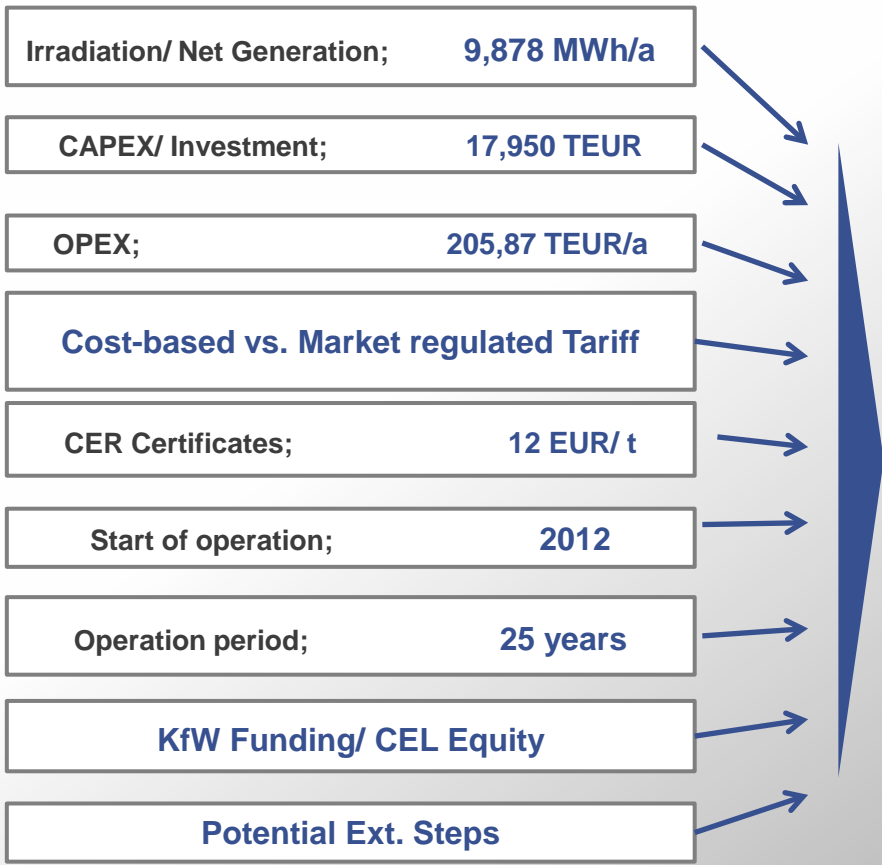 Irradiation/ Net Generation; 9,878 MWh/a
CAPEX/ Investment; 17,950 TEUR
OPEX; 205,87 TEUR/a
Cost-based vs. Market regulated Tariff
CER Certificates; 12 EUR/ t
Start of operation; 2012
Operation period; 25 years
KfW Funding/ CEL Equity
Potential Ext. Steps